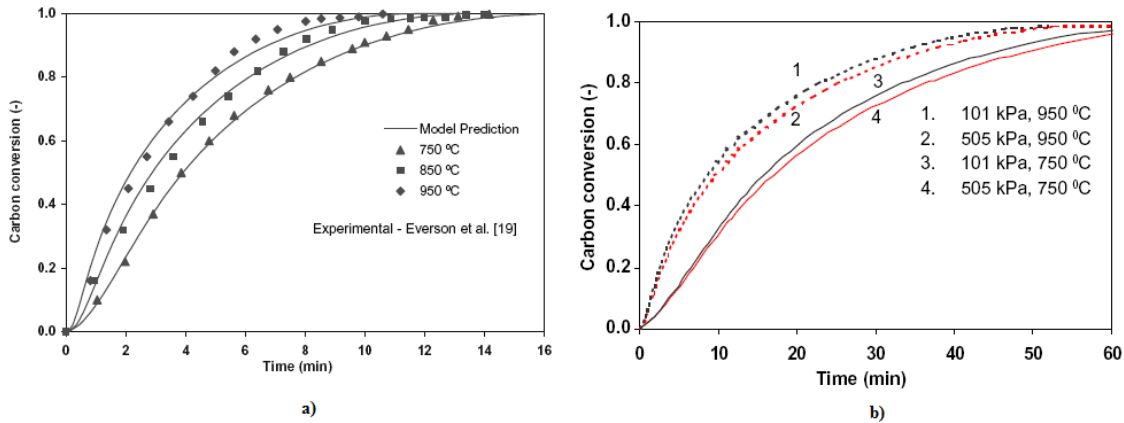 1.0
0.8
0.6
0.4
0.2
0.0
Carbon conversion (-)
Model Prediction
750 ºC
850 ºC
950 ºC
Experimental - Everson et al. [19]
0 2 4 6 8 10 12 14 16
Time (min)
a)
1.0
0.8
0.6
0.4
0.2
0.0
Carbon conversion (-)
1
2
3
4
1. 101 kPa, 950 ⁰C
2. 505 kPa, 950 ⁰C
3. 101 kPa, 750 ⁰C
4. 505 kPa, 750 ⁰C
0 10 20 30 40 50 60
Time (min)
b)